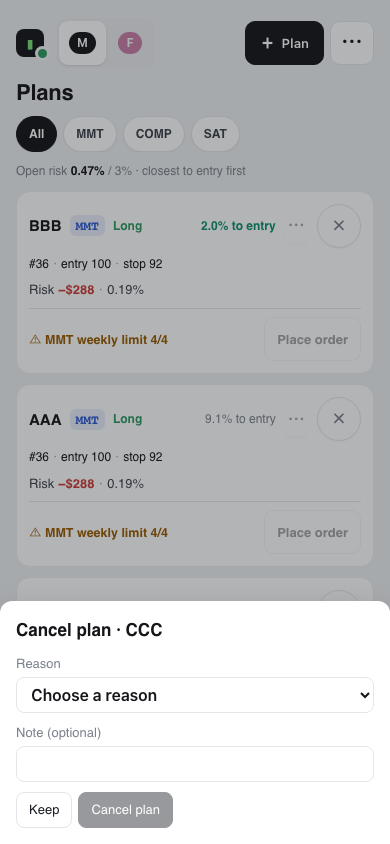 M F + Plan ···
Plans
All MMT COMP SAT
Open risk 0.47% / 3% · closest to entry first
BBB MMT Long 2.0% to entry ··· ✕
#36 · entry 100 · stop 92
Risk –$288 · 0.19%
⚠ MMT weekly limit 4/4 Place order
AAA MMT Long 9.1% to entry ··· ✕
#36 · entry 100 · stop 92
Risk –$288 · 0.19%
⚠ MMT weekly limit 4/4 Place order
Cancel plan · CCC
Reason
Choose a reason
Note (optional)
Keep Cancel plan